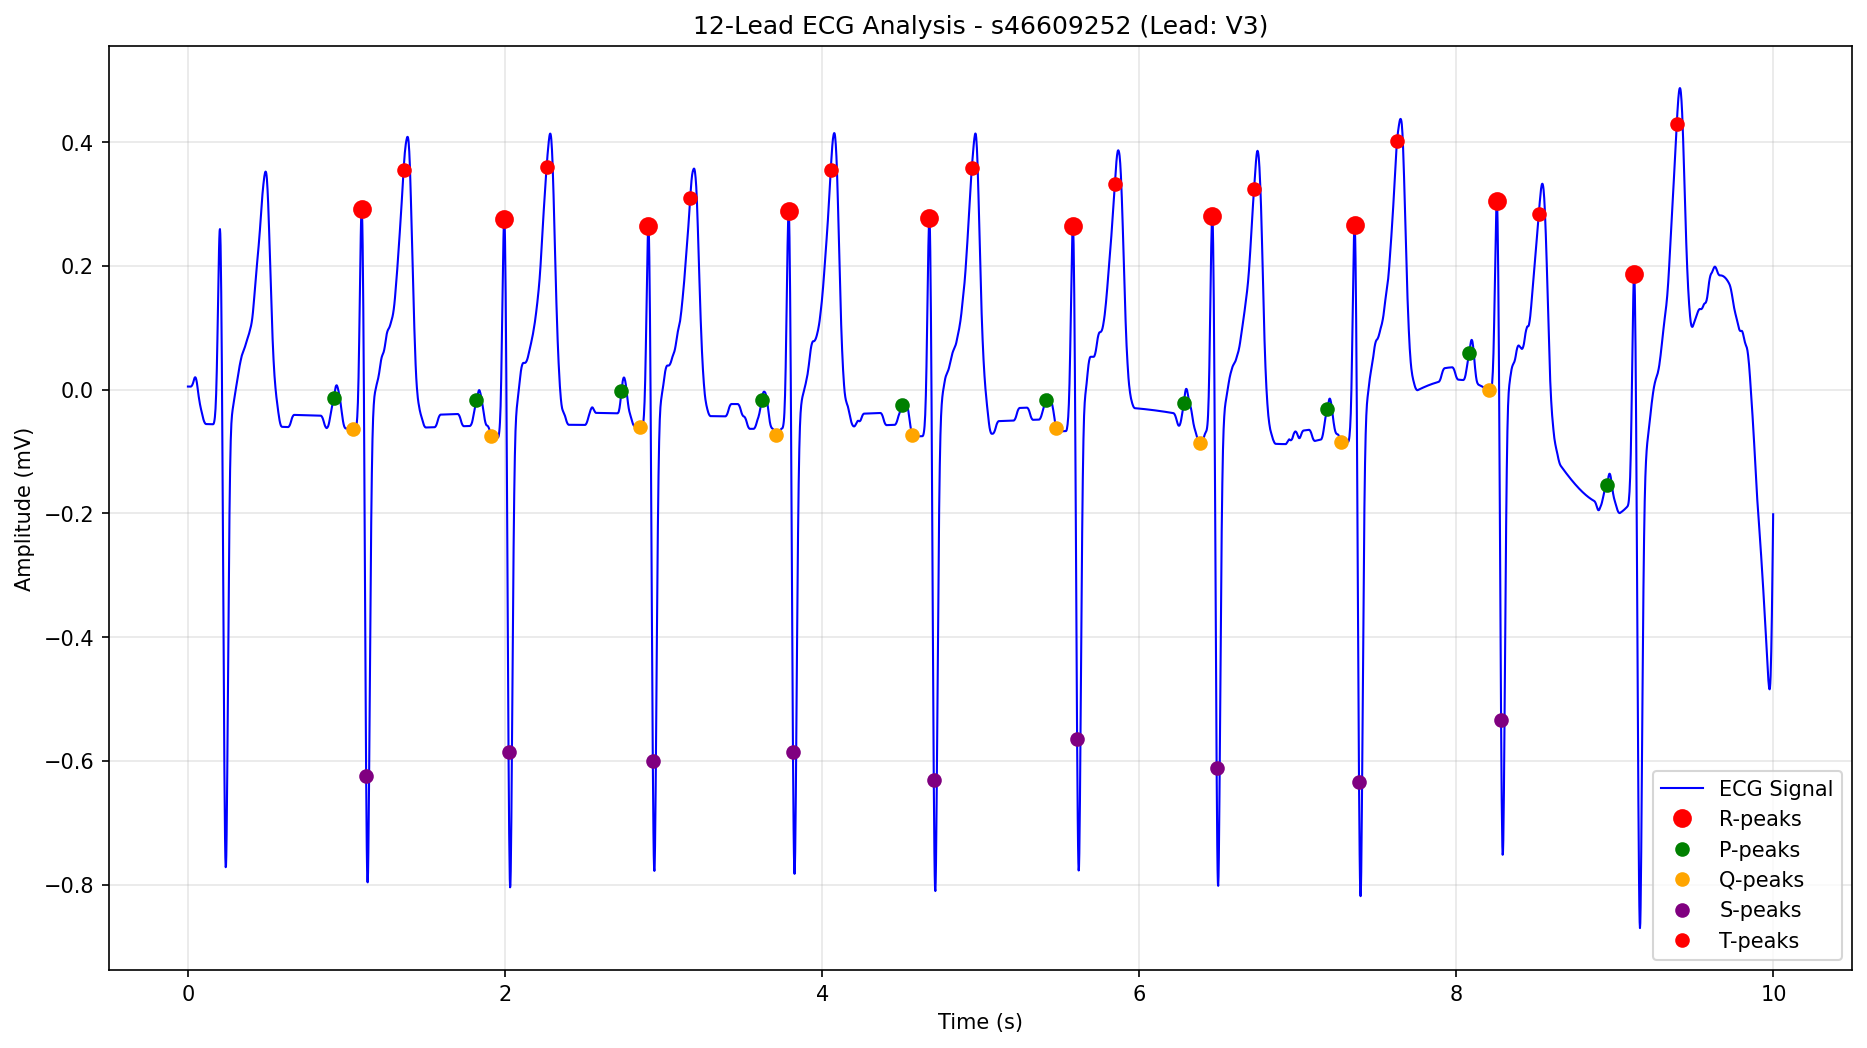 12-Lead ECG Analysis - s46609252 (Lead: V3)
0.4
0.2
0.0
−0.2
−0.4
−0.6
−0.8
Amplitude (mV)
0 2 4 6 8 10
Time (s)
ECG Signal
R-peaks
P-peaks
Q-peaks
S-peaks
T-peaks